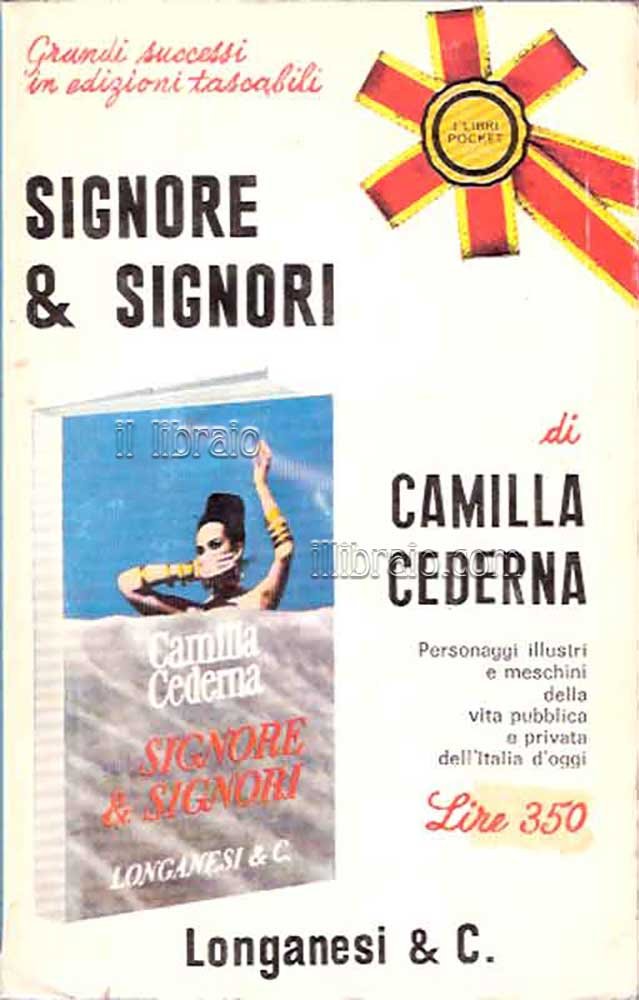 Grandi successi
in edizioni tascabili
I LIBRI
POCKET
SIGNORE
& SIGNORI
il libraio
di
CAMILLA
CEDERNA
illibraio.com
Personaggi illustri
e meschini
della
vita pubblica
e privata
dell'Italia d'oggi
Lire 350
Camilla
Cederna
SIGNORE
& SIGNORI
LONGANESI & C.
Longanesi & C.